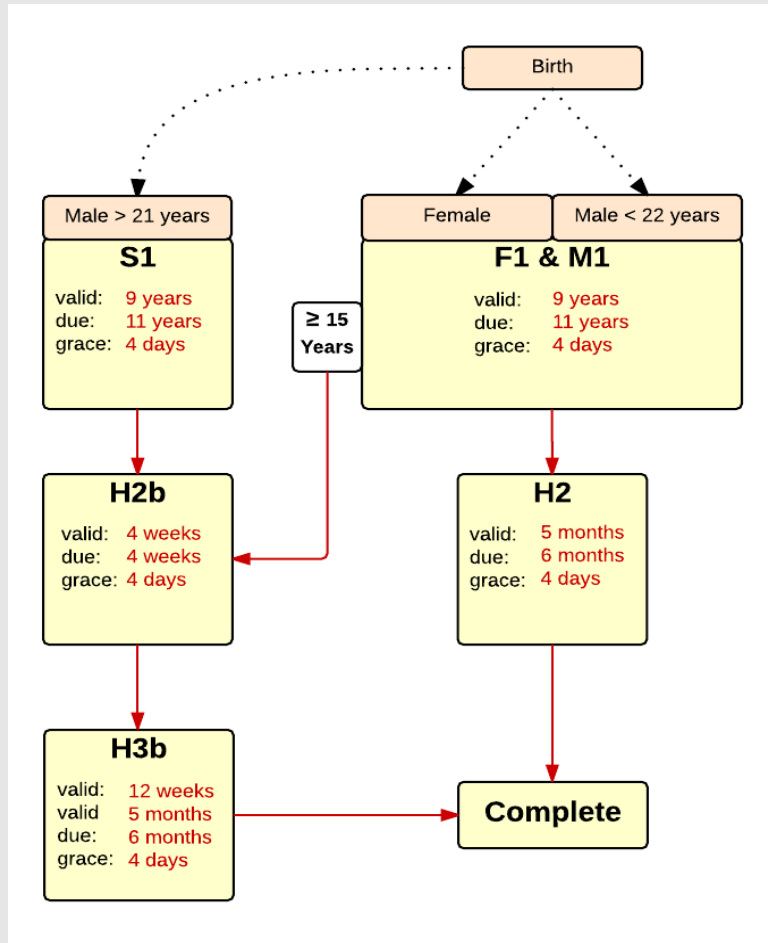 Birth
Male > 21 years
Female
Male < 22 years
S1
valid: 9 years
due: 11 years
grace: 4 days
F1 & M1
valid: 9 years
due: 11 years
grace: 4 days
≥ 15
Years
H2b
valid: 4 weeks
due: 4 weeks
grace: 4 days
H2
valid: 5 months
due: 6 months
grace: 4 days
H3b
valid: 12 weeks
valid 5 months
due: 6 months
grace: 4 days
Complete